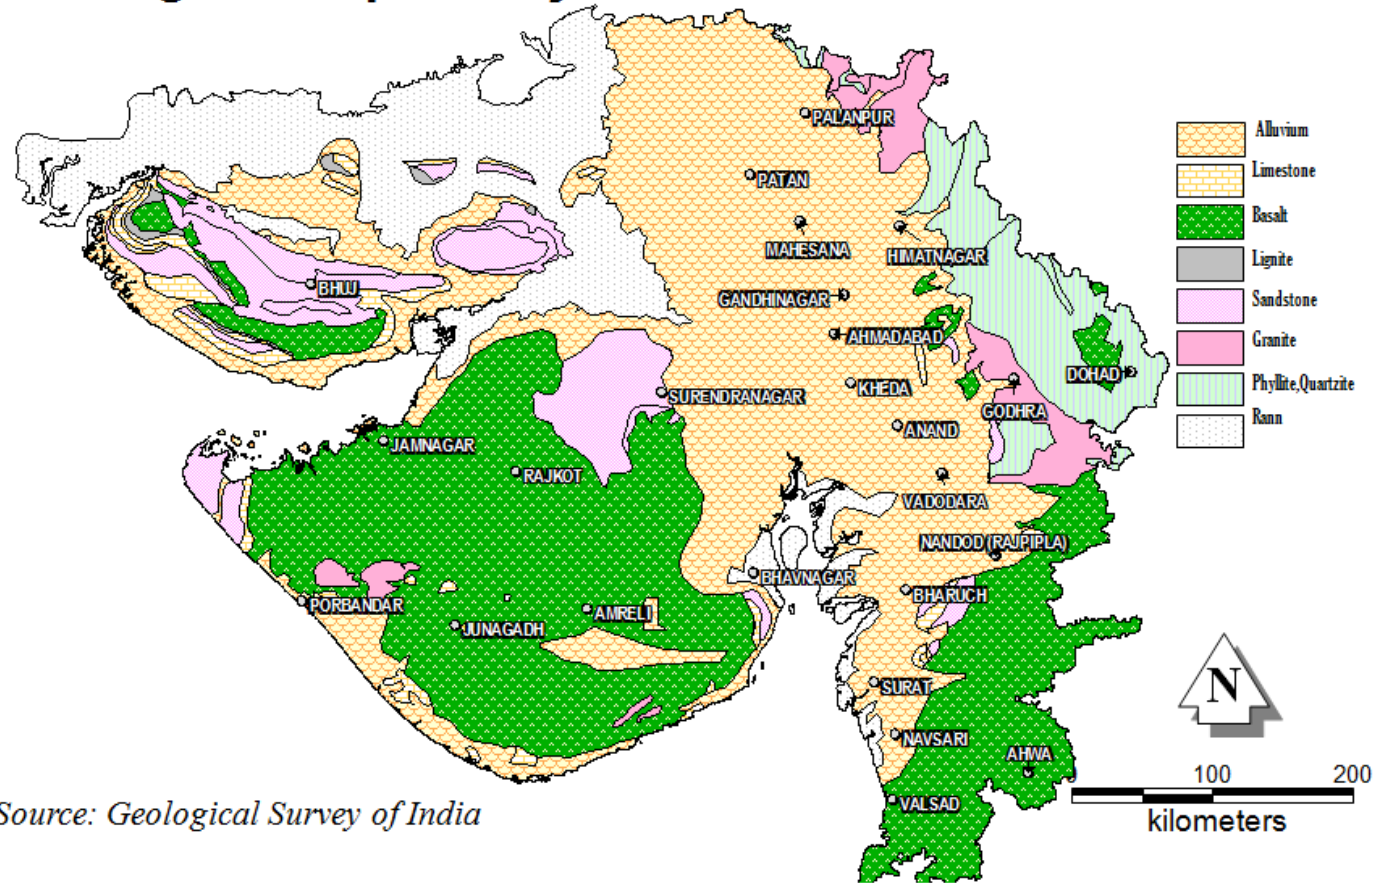 PALANPUR
PATAN
MAHESANA
HIMATNAGAR
GANDHINAGAR
AHMADABAD
BHUJ
DOHAD
KHEDA
SURENDRANAGAR
GODHRA
ANAND
JAMNAGAR
RAJKOT
VADODARA
NANDOD (RAJPIPLA)
BHAVNAGAR
BHARUCH
PORBANDAR
AMRELI
JUNAGADH
SURAT
NAVSARI
AHWA
VALSAD
Alluvium
Limestone
Basalt
Lignite
Sandstone
Granite
Phyllite,Quartzite
Rann
N
100 200
kilometers
Source: Geological Survey of India